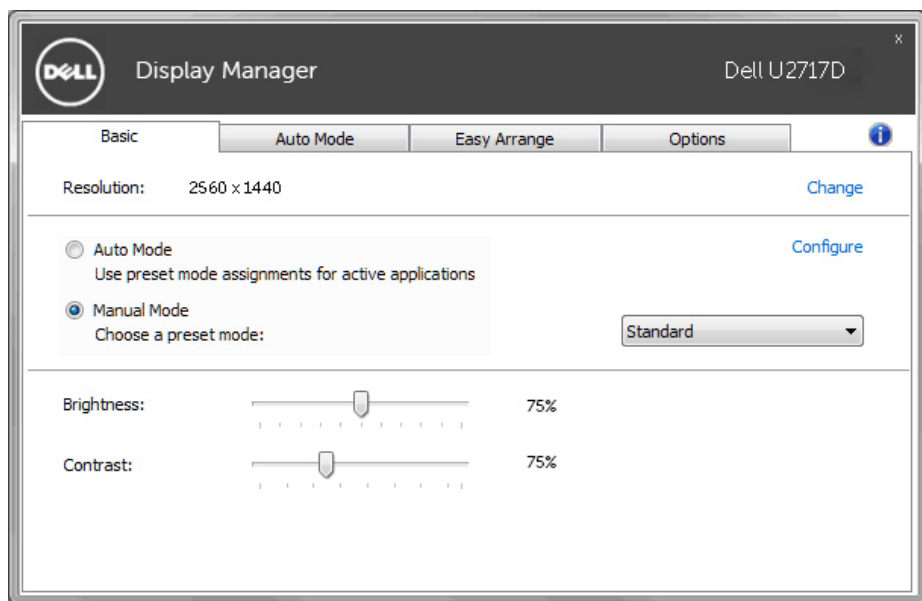 x
DELL Display Manager Dell U2717D
Basic Auto Mode Easy Arrange Options i
Resolution: 2560 x 1440 Change
Auto Mode Configure
Use preset mode assignments for active applications
Manual Mode
Choose a preset mode: Standard
Brightness: 75%
Contrast: 75%